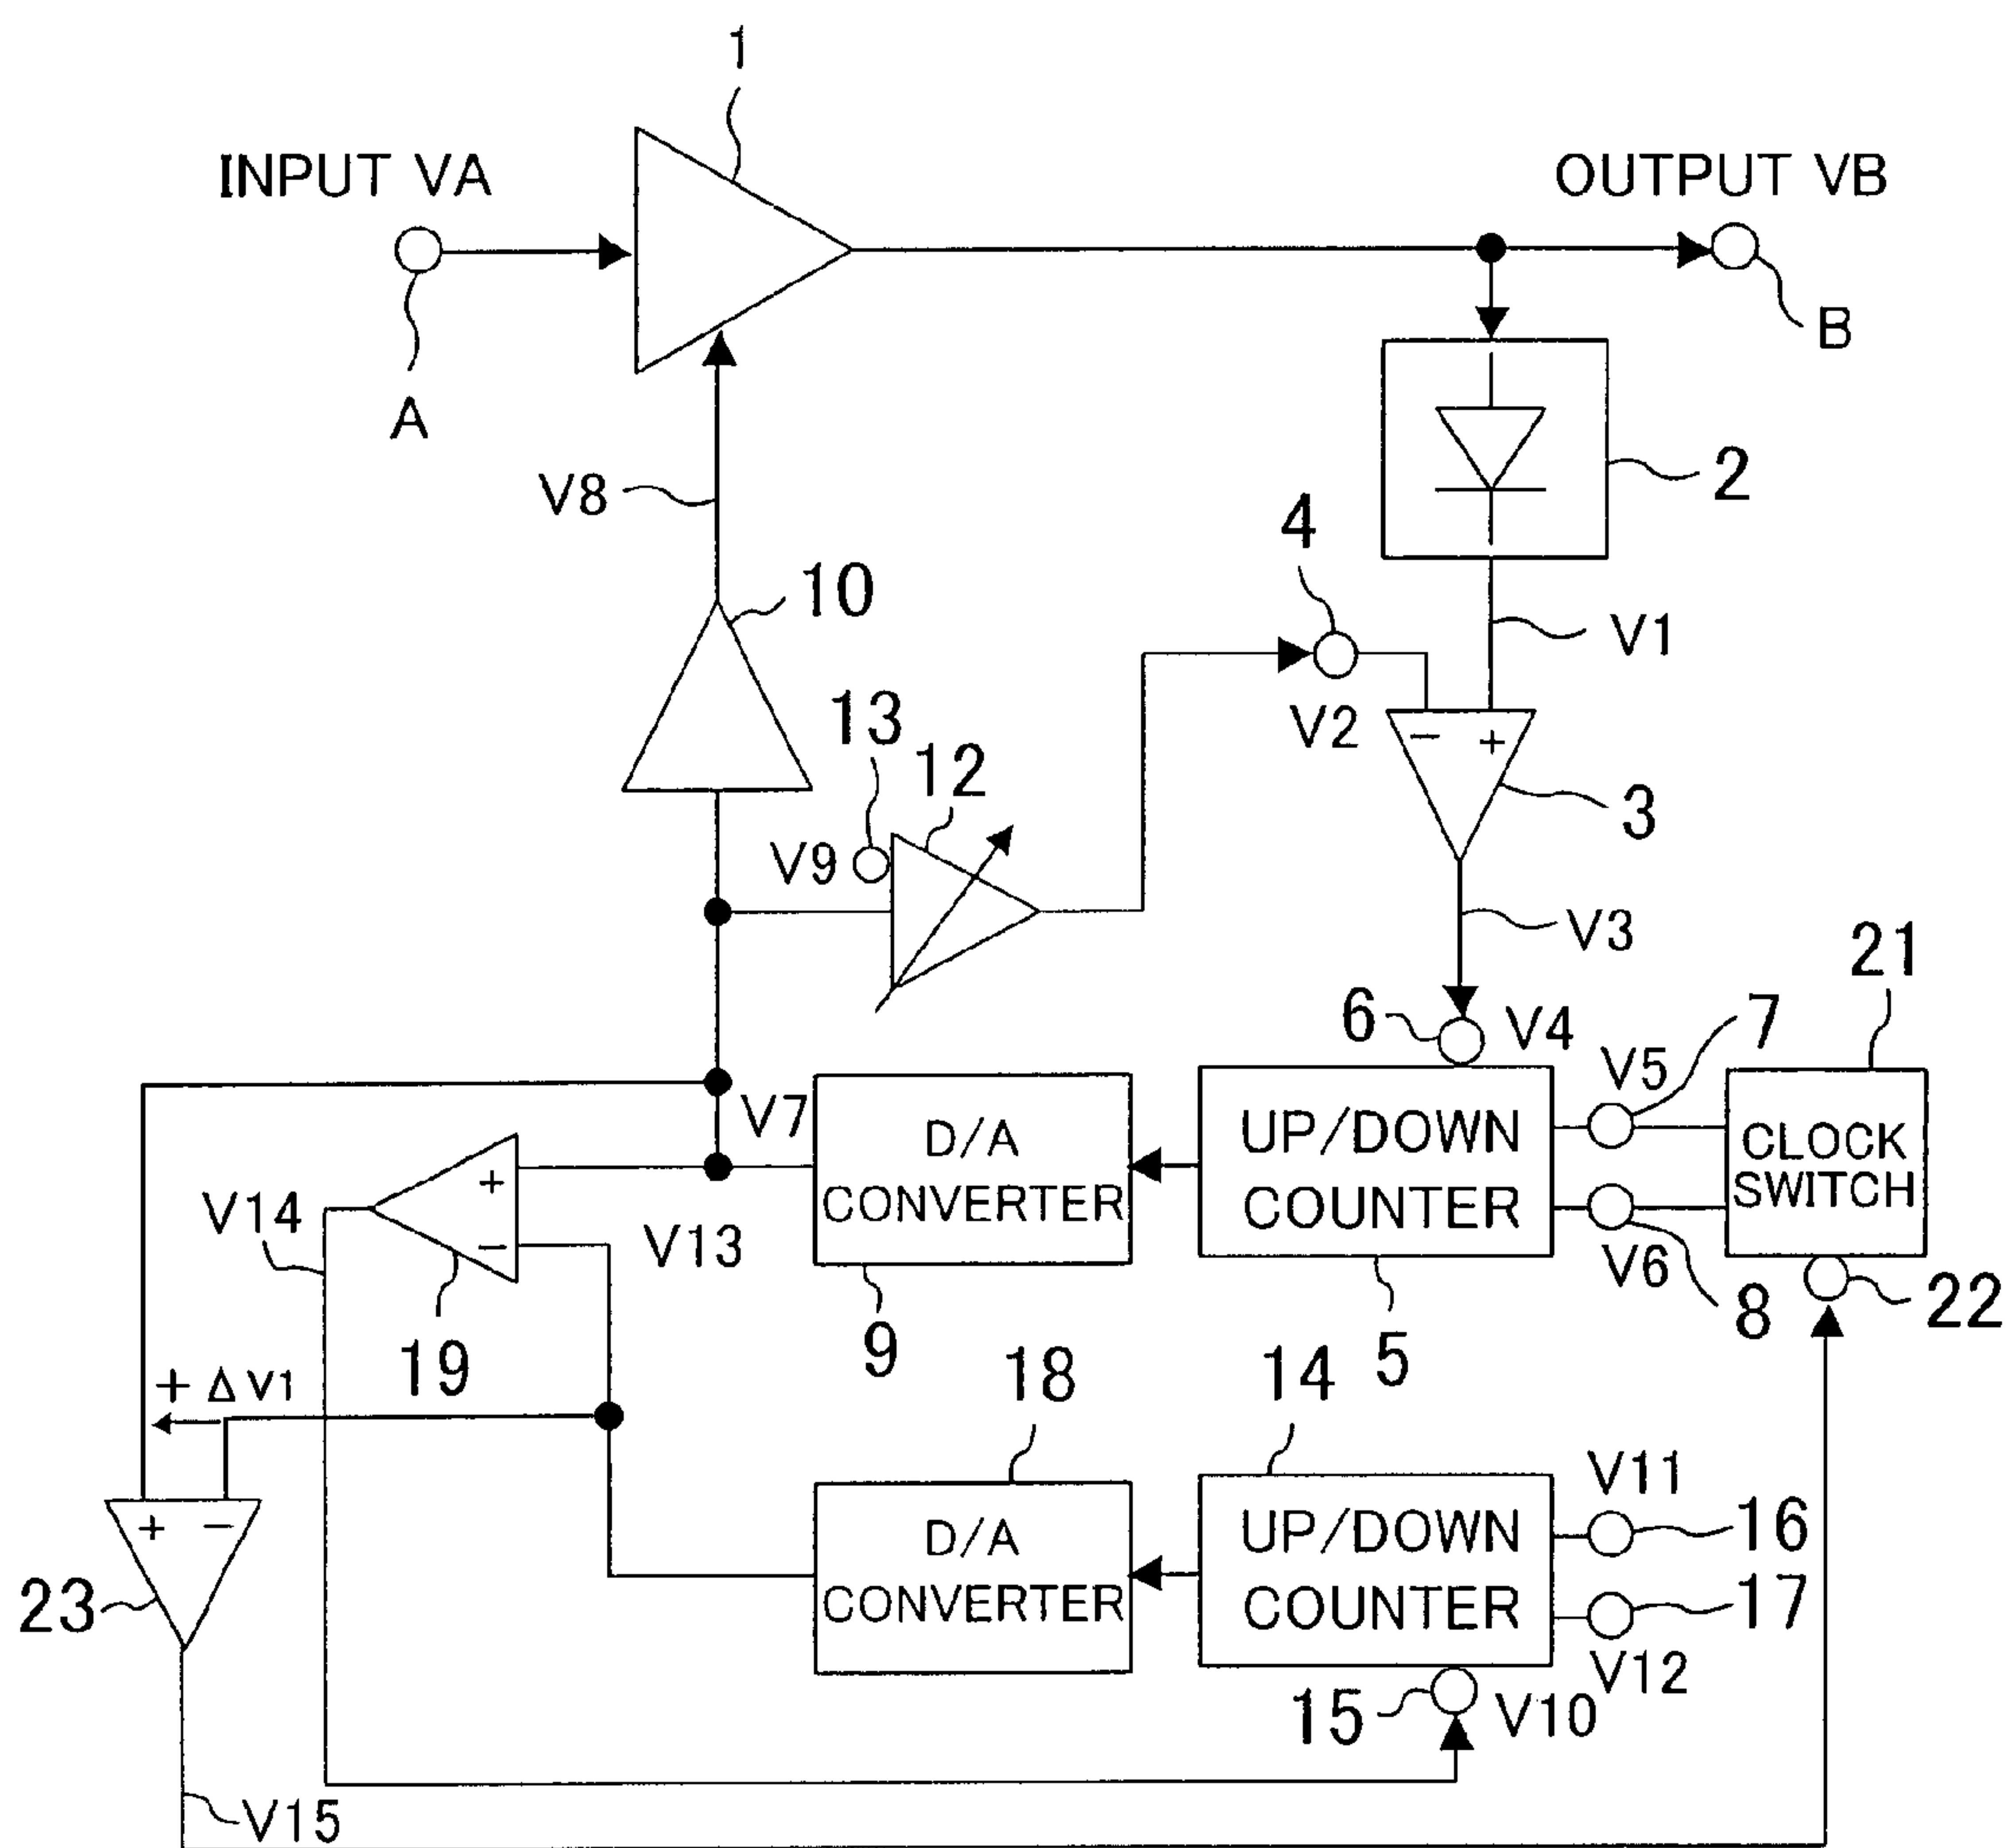 1
INPUT VA
OUTPUT VB
A
B
2
V8
4
10
V1
V2
13
12
- +
3
V9
V3
21
6
V4
7
V5
V7
D/A
CONVERTER
UP/DOWN
COUNTER
CLOCK
SWITCH
+
-
V14
V13
V6
8
22
19
9
5
18
14
+ Δ V1
V11
16
+ -
D/A
CONVERTER
UP/DOWN
COUNTER
23
17
V12
15
V10
V15